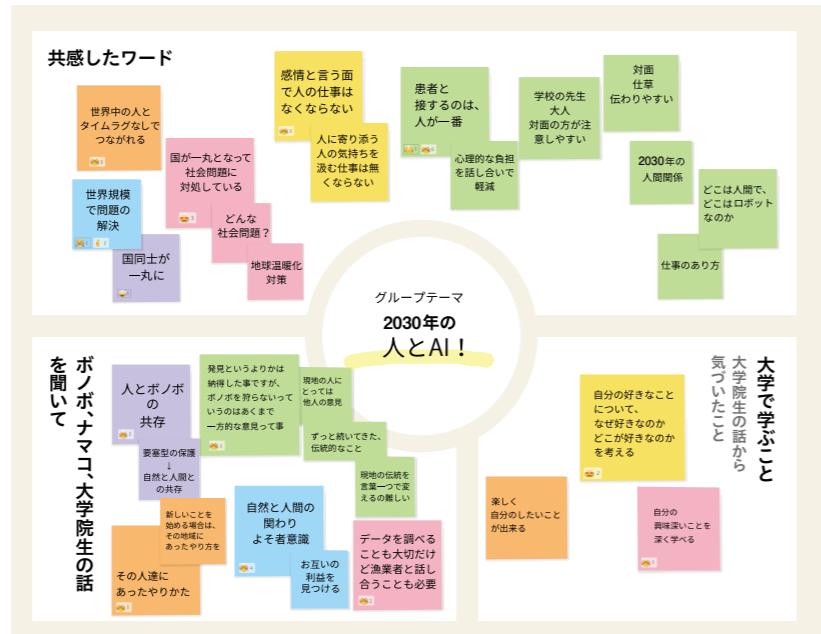 共感したワード
世界中の人と
タイムラグなしで
つながれる
世界規模
で問題の
解決
国同士が
一丸に
国が一丸となって
社会問題に
対処している
どんな
社会問題？
地球温暖化
対策
感情と言う面
で人の仕事は
なくならない
人に寄り添う
人の気持ちを
汲む仕事は無
くならない
患者と
接するのは、
人が一番
心理的な負担
を話し合いで
軽減
学校の先生
大人
対面の方が注
意しやすい
対面
仕草
伝わりやすい
2030年の
人間関係
どこは人間で、
どこはロボット
なのか
仕事のあり方
グループテーマ
2030年の
人とAI！
ボノボ、ナマコ、大学院生の話
を聞いて
人とボノボ
の
共存
要塞型の保護
↓
自然と人間と
の共存
新しいことを
始める場合は、
その地域に
あったやり方を
その人達に
あったやりかた
発見というよりかは
納得した事ですが、
ボノボを狩らないって
いうのはあくまで
一方的な意見って事
現地の人に
とっては
他人の意見
ずっと続いてきた、
伝統的なこと
現地の伝統を
言葉一つで変
えるの難しい
自然と人間の
関わり
よそ者意識
お互いの
利益を
見つける
データを調べる
ことも大切だけ
ど漁業者と話し
合うことも必要
大学で学ぶこと
大学院生の話から
気づいたこと
自分の好きなこと
について、
なぜ好きなのか
どこが好きなのか
を考える
楽しく
自分のしたいこと
が出来る
自分の
興味深いことを
深く学べる